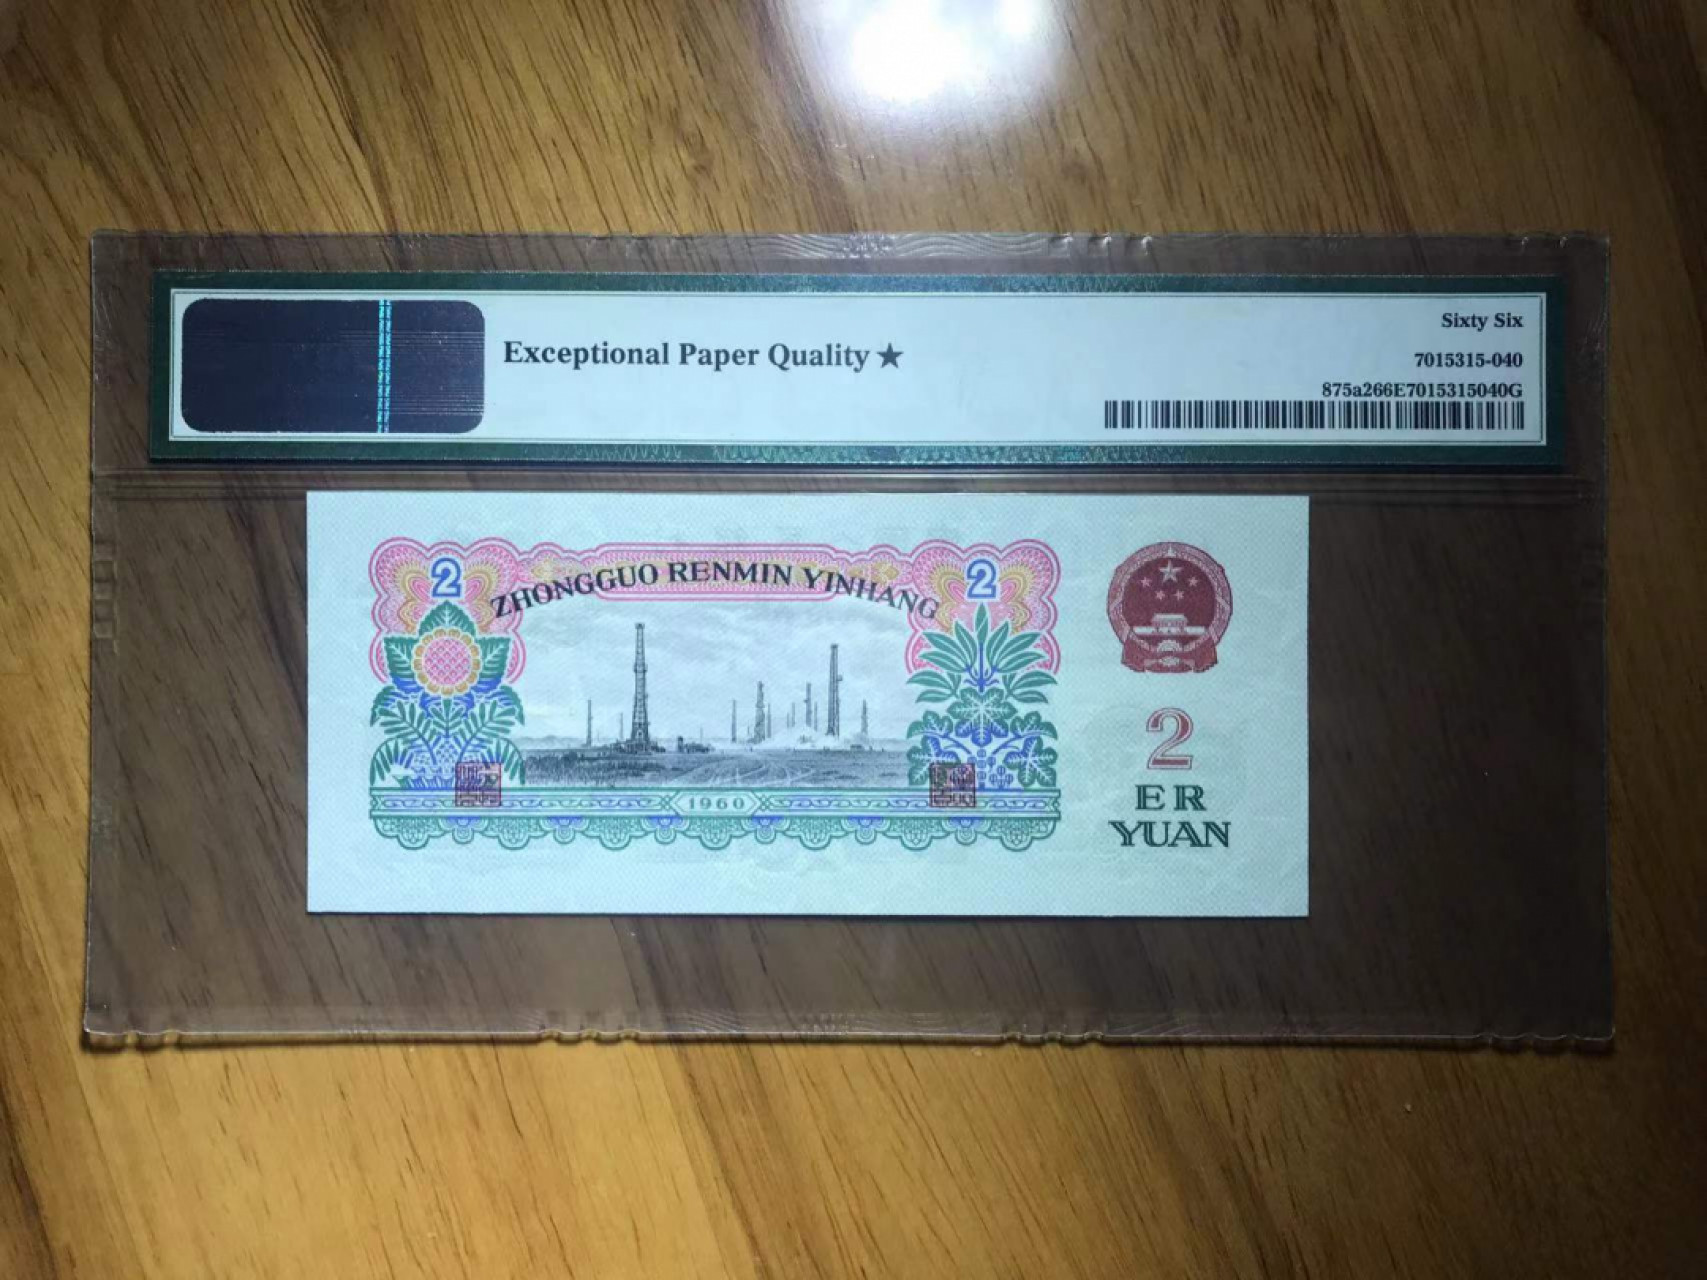 Exceptional Paper Quality ★
Sixty Six
7015315-040
875a266E7015315040G
2
2
ZHONGGUO RENMIN YINHANG
1960
2
ER
YUAN